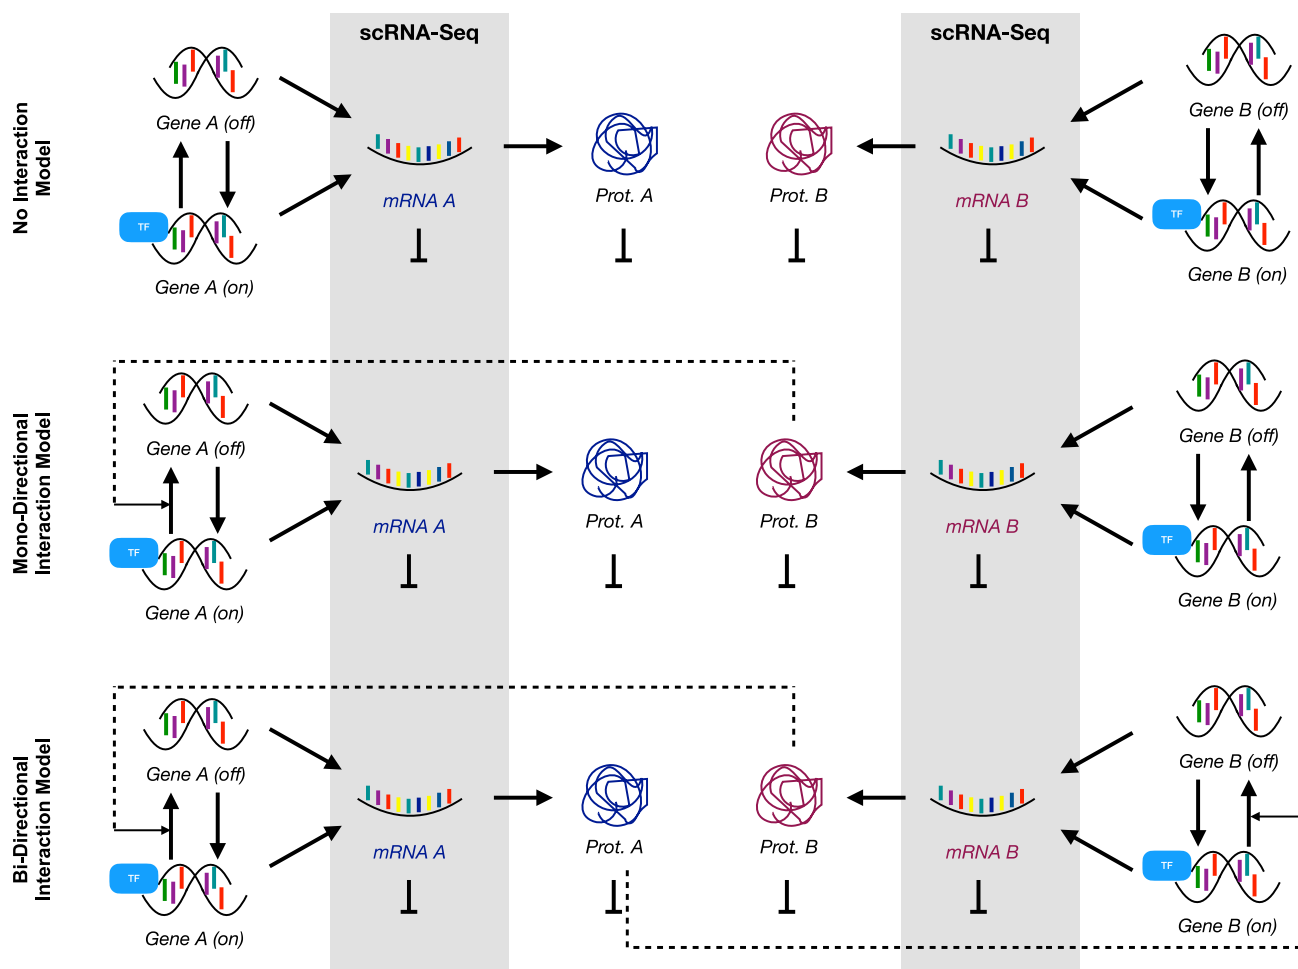 scRNA-Seq
scRNA-Seq
No Interaction
Model
Gene A (off)
Gene B (off)
mRNA A
Prot. A
Prot. B
mRNA B
TF
TF
Gene A (on)
Gene B (on)
Mono-Directional
Interaction Model
Gene A (off)
Gene B (off)
mRNA A
Prot. A
Prot. B
mRNA B
TF
TF
Gene A (on)
Gene B (on)
Bi-Directional
Interaction Model
Gene A (off)
Gene B (off)
mRNA A
Prot. A
Prot. B
mRNA B
TF
TF
Gene A (on)
Gene B (on)